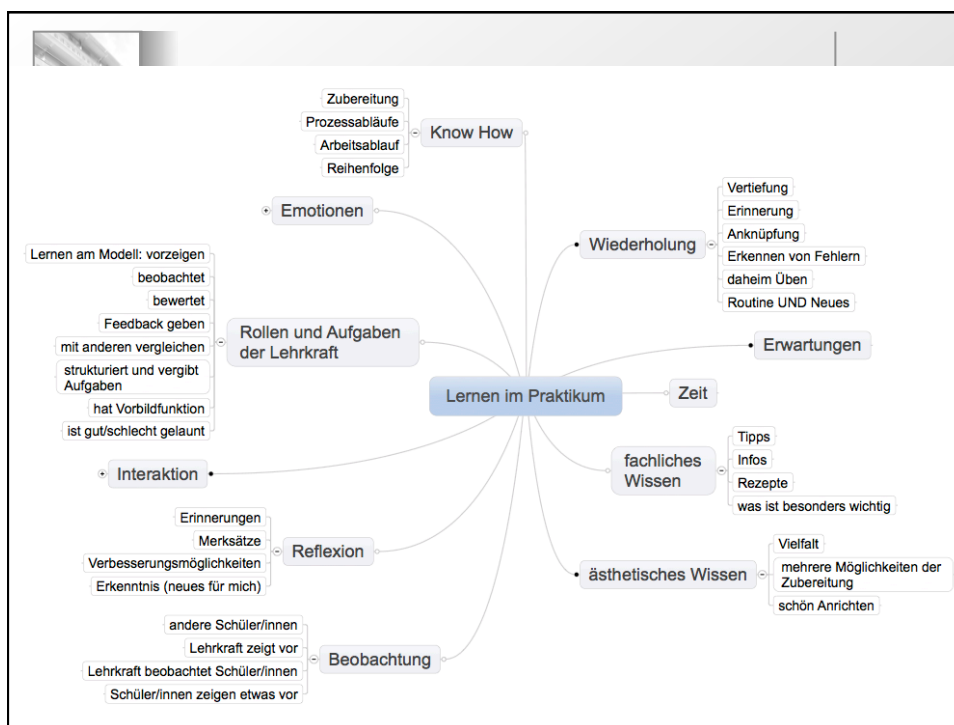 Zubereitung
Prozessabläufe
Arbeitsablauf
Reihenfolge
Know How
Emotionen
Lernen am Modell: vorzeigen
beobachtet
bewertet
Feedback geben
mit anderen vergleichen
strukturiert und vergibt
Aufgaben
hat Vorbildfunktion
ist gut/schlecht gelaunt
Rollen und Aufgaben
der Lehrkraft
Interaktion
Erinnerungen
Merksätze
Verbesserungsmöglichkeiten
Erkenntnis (neues für mich)
Reflexion
andere Schüler/innen
Lehrkraft zeigt vor
Lehrkraft beobachtet Schüler/innen
Schüler/innen zeigen etwas vor
Beobachtung
Lernen im Praktikum
Wiederholung
Vertiefung
Erinnerung
Anknüpfung
Erkennen von Fehlern
daheim Üben
Routine UND Neues
Erwartungen
Zeit
fachliches
Wissen
Tipps
Infos
Rezepte
was ist besonders wichtig
ästhetisches Wissen
Vielfalt
mehrere Möglichkeiten der
Zubereitung
schön Anrichten